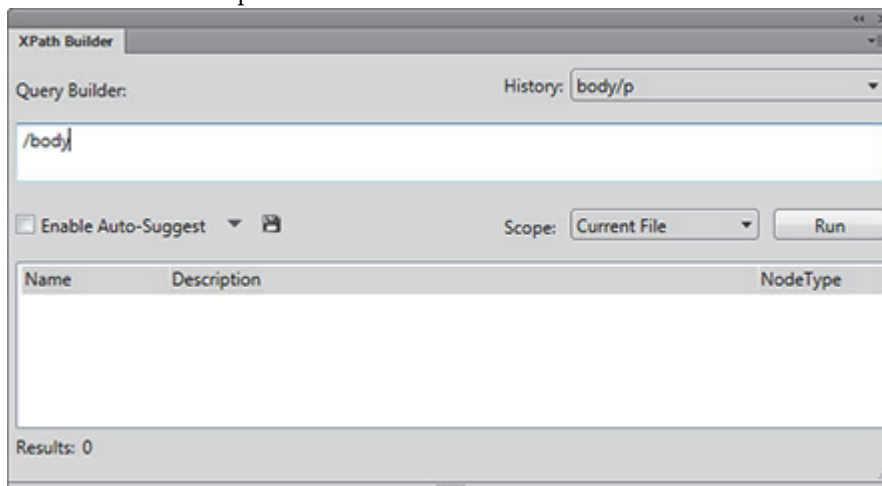 XPath Builder
Query Builder:
History: body/p
/body
Enable Auto-Suggest
Scope: Current File
Run
Name Description NodeType
Results: 0